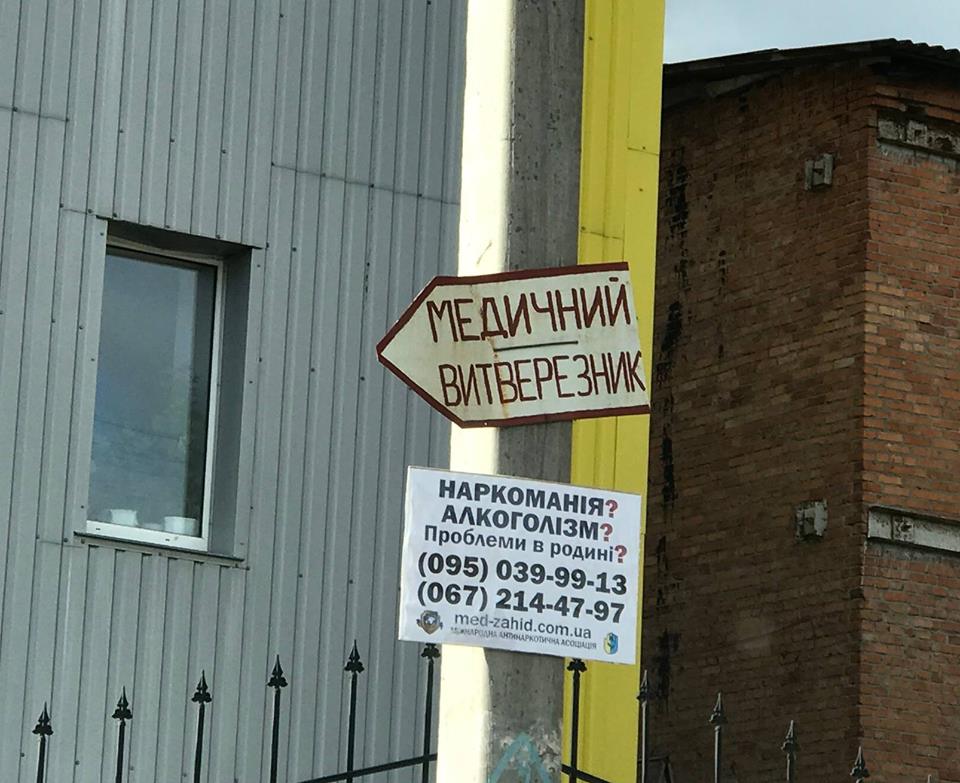 МЕДИЧНИЙ
ВИТВЕРЕЗНИК
НАРКОМАНІЯ?
АЛКОГОЛІЗМ?
Проблеми в родині?
(095) 039-99-13
(067) 214-47-97
med-zahid.com.ua
МІЖНАРОДНА АНТИНАРКОТИЧНА АСОЦІАЦІЯ